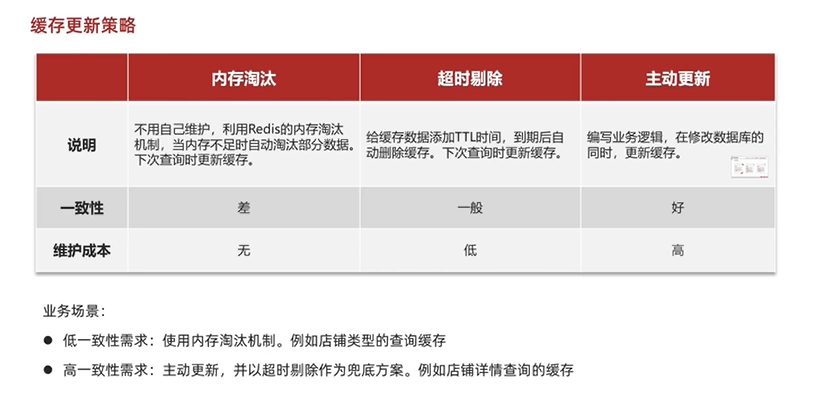 缓存更新策略
内存淘汰 超时剔除 主动更新
说明
不用自己维护，利用Redis的内存淘汰
机制，当内存不足时自动淘汰部分数据。
下次查询时更新缓存。
给缓存数据添加TTL时间，到期后自
动删除缓存。下次查询时更新缓存。
编写业务逻辑，在修改数据库的
同时，更新缓存。
一致性 差 一般 好
维护成本 无 低 高
业务场景：
● 低一致性需求：使用内存淘汰机制。例如店铺类型的查询缓存
● 高一致性需求：主动更新，并以超时剔除作为兜底方案。例如店铺详情查询的缓存